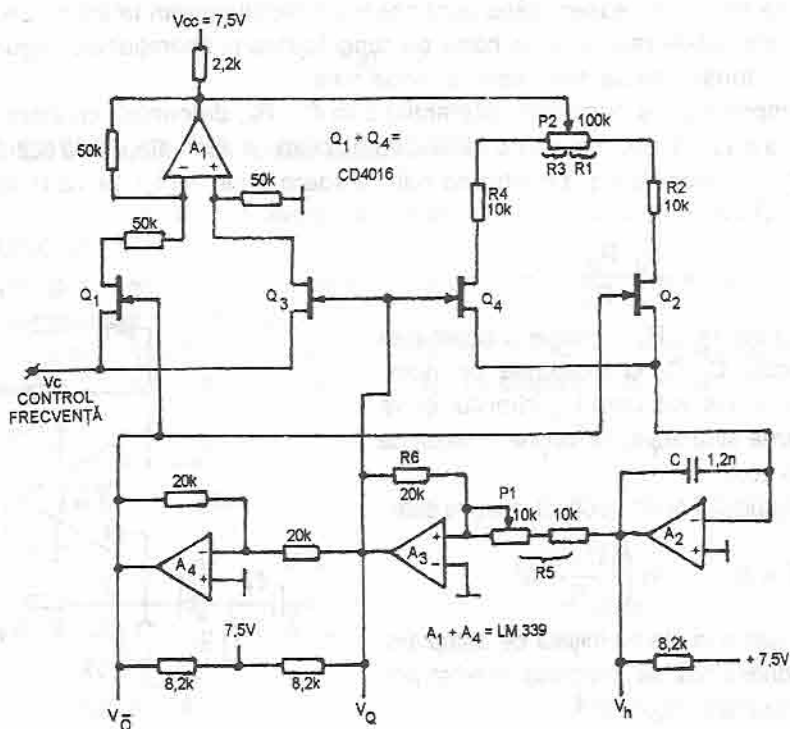 Vcc = 7,5V
2,2k
50k
A1
Q1 ÷ Q4 =
CD4016
P2
100k
R3
R1
50k
50k
R4
10k
R2
10k
Q1
Q3
Q4
Q2
Vc
CONTROL
FRECVENȚĂ
20k
R6
20k
P1
10k
10k
R5
C
1,2n
A4
20k
A3
A2
7,5V
A1 ÷ A4 = LM 339
8,2k
8,2k
8,2k
+ 7,5V
VQ̅
VQ
Vh